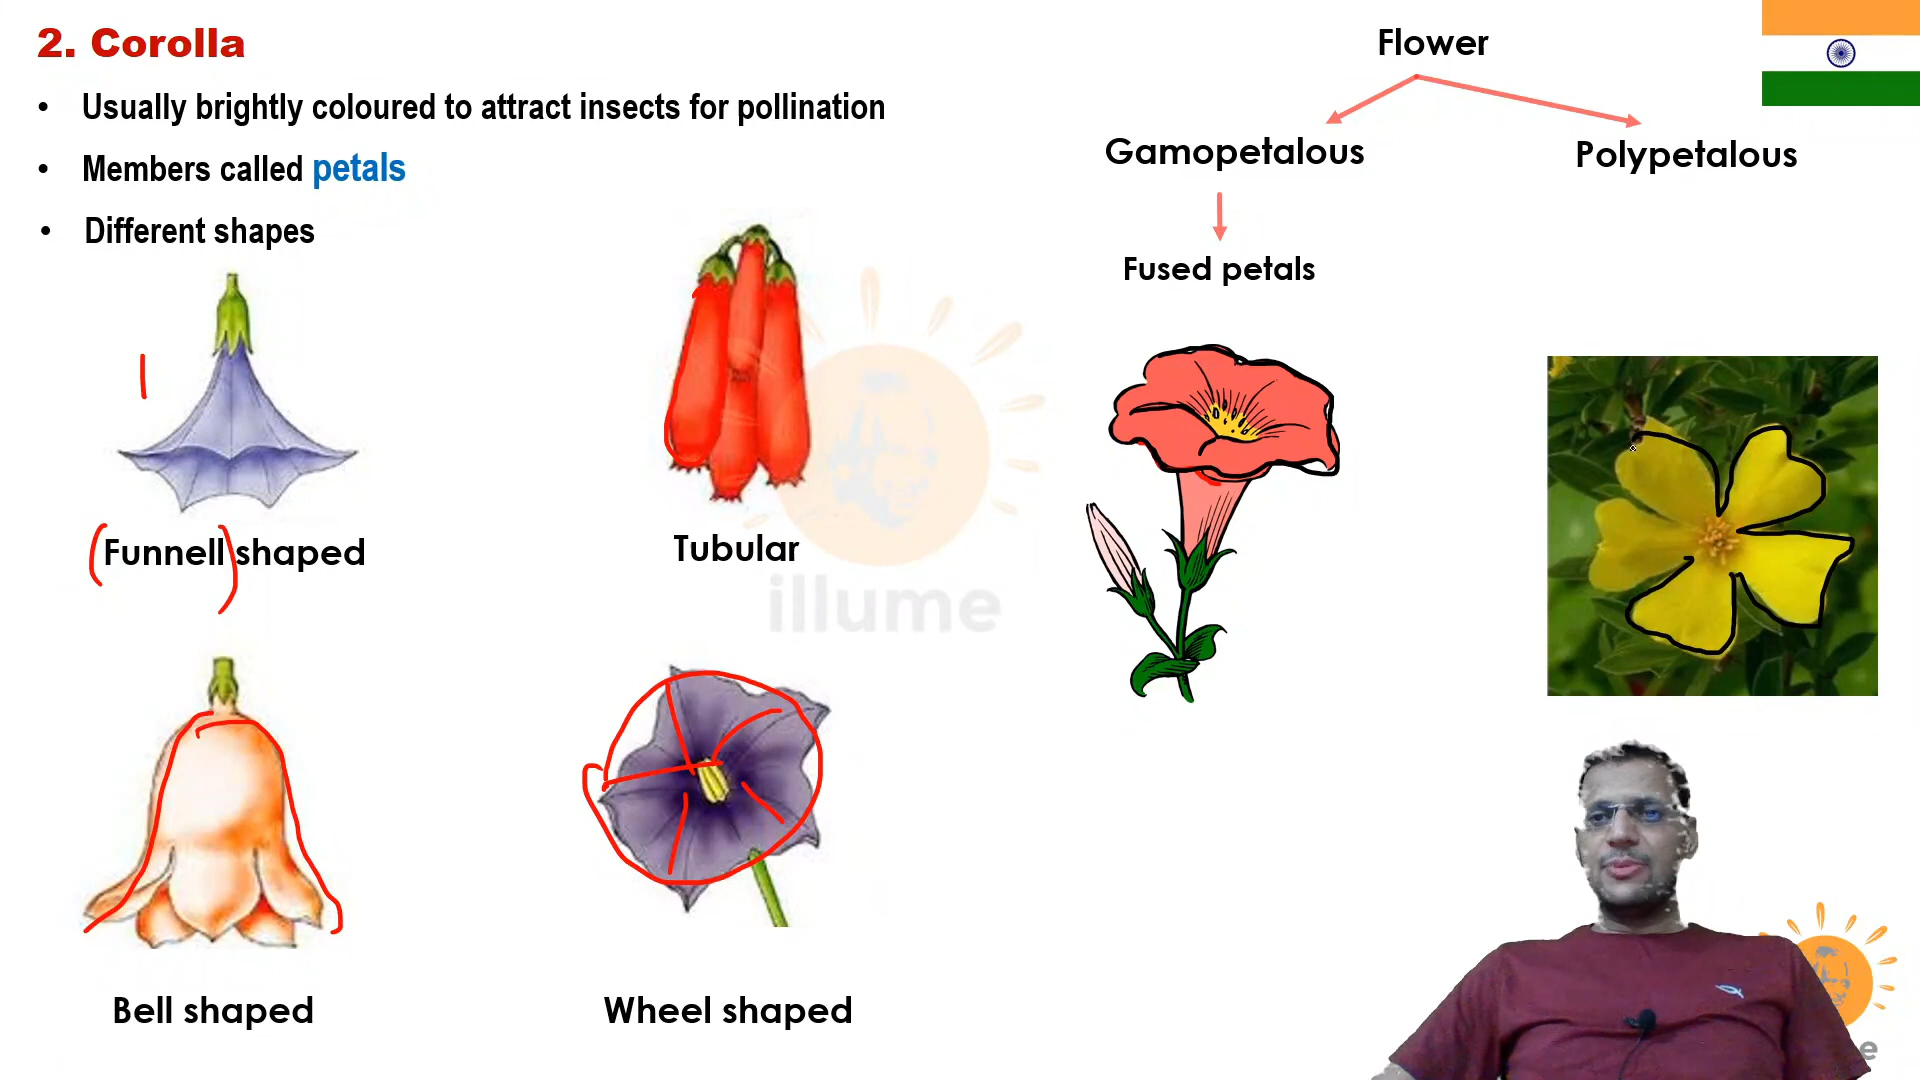 2. Corolla
• Usually brightly coloured to attract insects for pollination
• Members called petals
• Different shapes
Funnell shaped
Tubular
Bell shaped
Wheel shaped
Flower
Gamopetalous
Polypetalous
Fused petals
illume
e